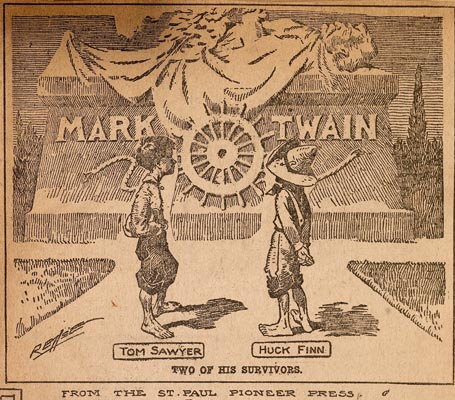 MARK TWAIN
TOM SAWYER
HUCK FINN
TWO OF HIS SURVIVORS.
FROM THE ST. PAUL PIONEER PRESS